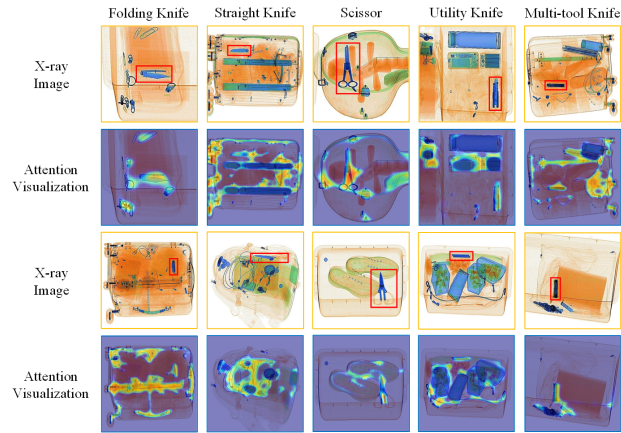 Folding Knife Straight Knife Scissor Utility Knife Multi-tool Knife
X-ray
Image
Attention
Visualization
X-ray
Image
Attention
Visualization